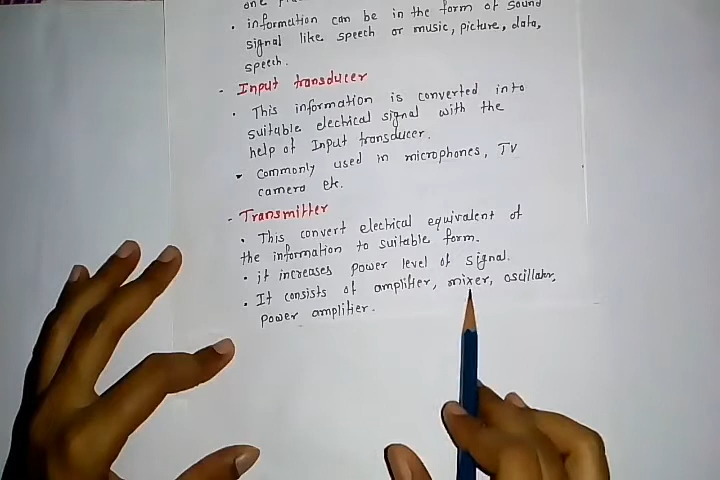 one
• information can be in the form of sound
signal like speech or music, picture, data,
speech.
- Input transducer
• This information is converted into
suitable electrical signal with the
help of Input transducer.
• commonly used in microphones, TV
camera etc.
- Transmitter
• This convert electrical equivalent of
the information to suitable form.
• it increases power level of signal.
• It consists of amplifier, mixer, oscillator,
power amplifier.